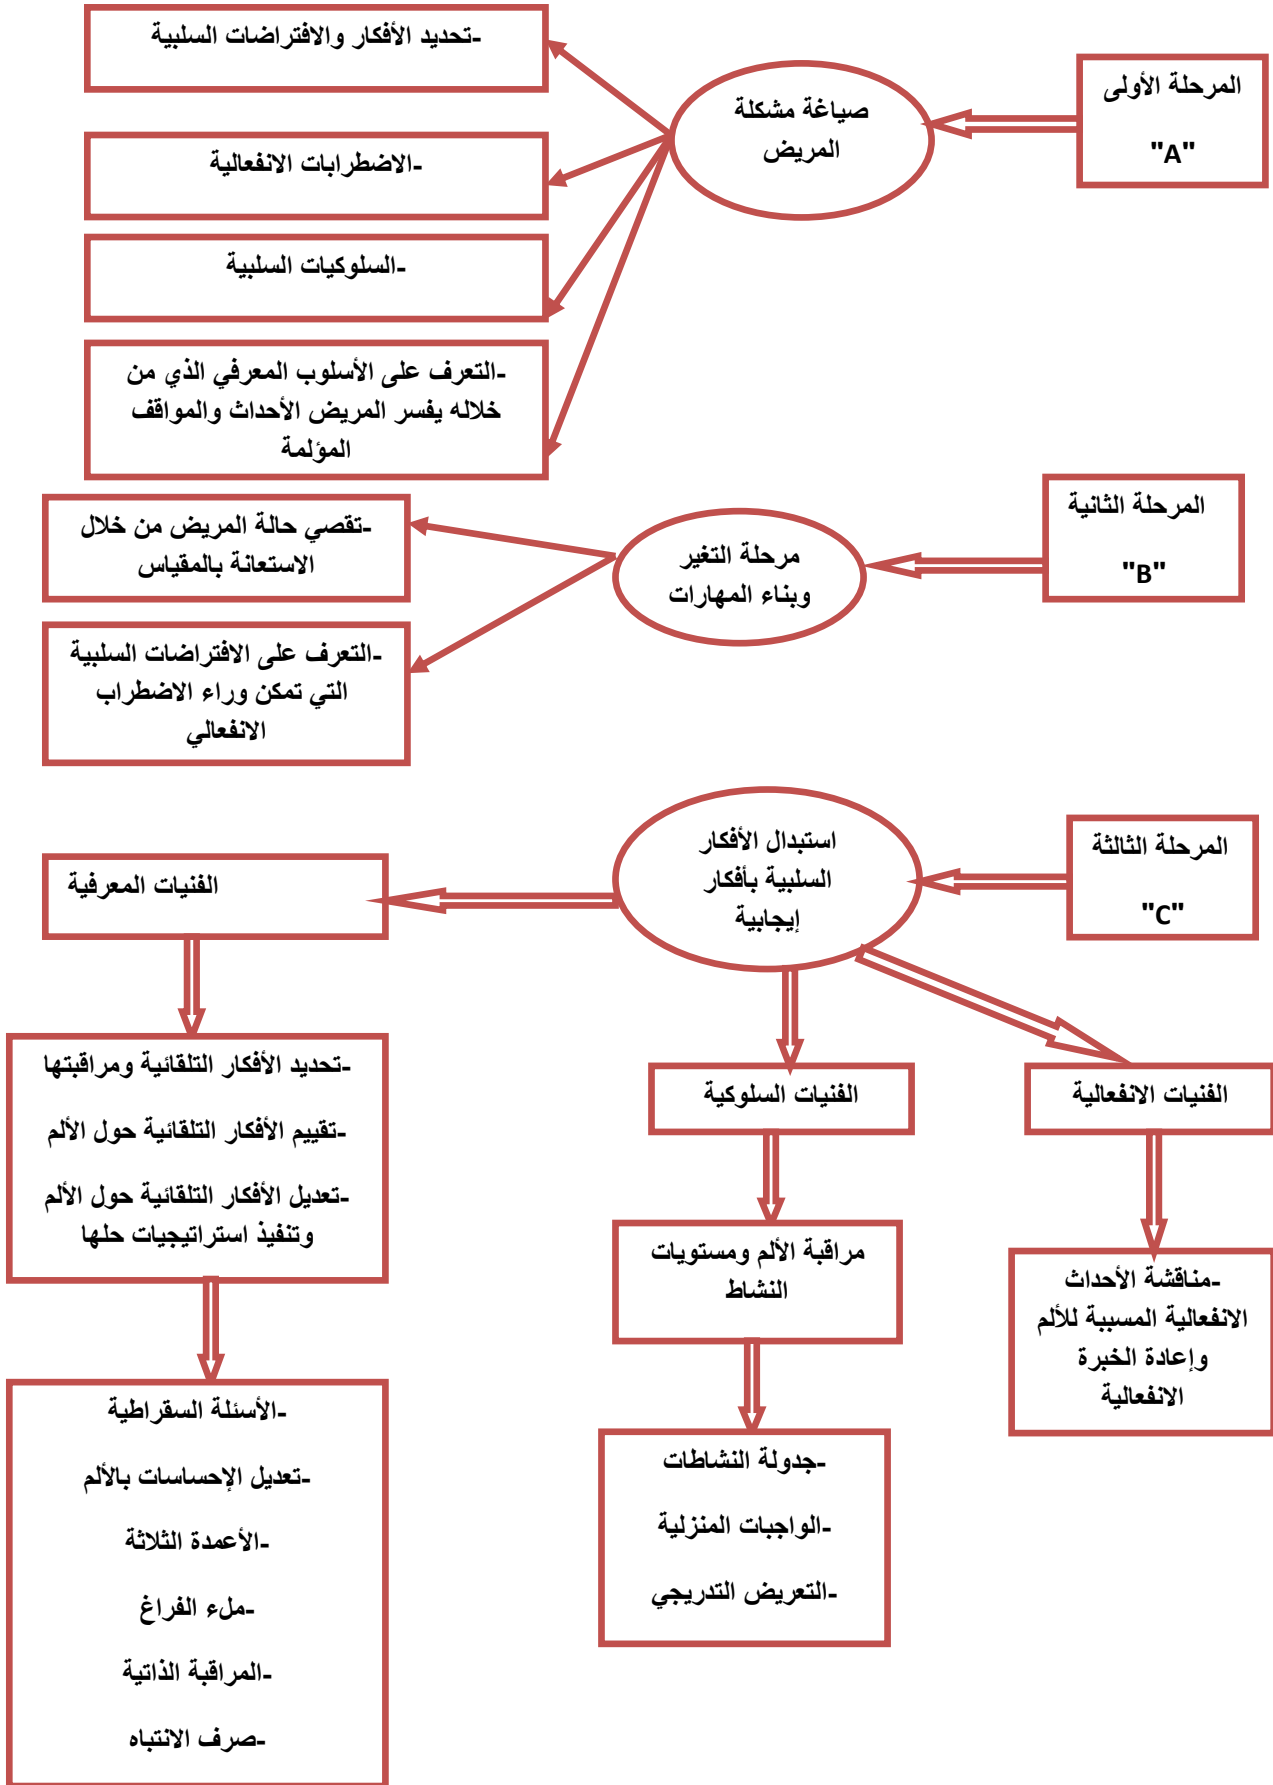 المرحلة الأولى
"A"
صياغة مشكلة
المريض
-تحديد الأفكار والافتراضات السلبية
-الاضطرابات الانفعالية
-السلوكيات السلبية
-التعرف على الأسلوب المعرفي الذي من
خلاله يفسر المريض الأحداث والمواقف
المؤلمة
المرحلة الثانية
"B"
مرحلة التغير
وبناء المهارات
-تقصي حالة المريض من خلال
الاستعانة بالمقياس
-التعرف على الافتراضات السلبية
التي تمكن وراء الاضطراب
الانفعالي
المرحلة الثالثة
"C"
استبدال الأفكار
السلبية بأفكار
إيجابية
الفنيات الانفعالية
-مناقشة الأحداث
الانفعالية المسببة للألم
وإعادة الخبرة
الانفعالية
الفنيات السلوكية
مراقبة الألم ومستويات
النشاط
-جدولة النشاطات
-الواجبات المنزلية
-التعريض التدريجي
الفنيات المعرفية
-تحديد الأفكار التلقائية ومراقبتها
-تقييم الأفكار التلقائية حول الألم
-تعديل الأفكار التلقائية حول الألم
وتنفيذ استراتيجيات حلها
-الأسئلة السقراطية
-تعديل الإحساسات بالألم
-الأعمدة الثلاثة
-ملء الفراغ
-المراقبة الذاتية
-صرف الانتباه